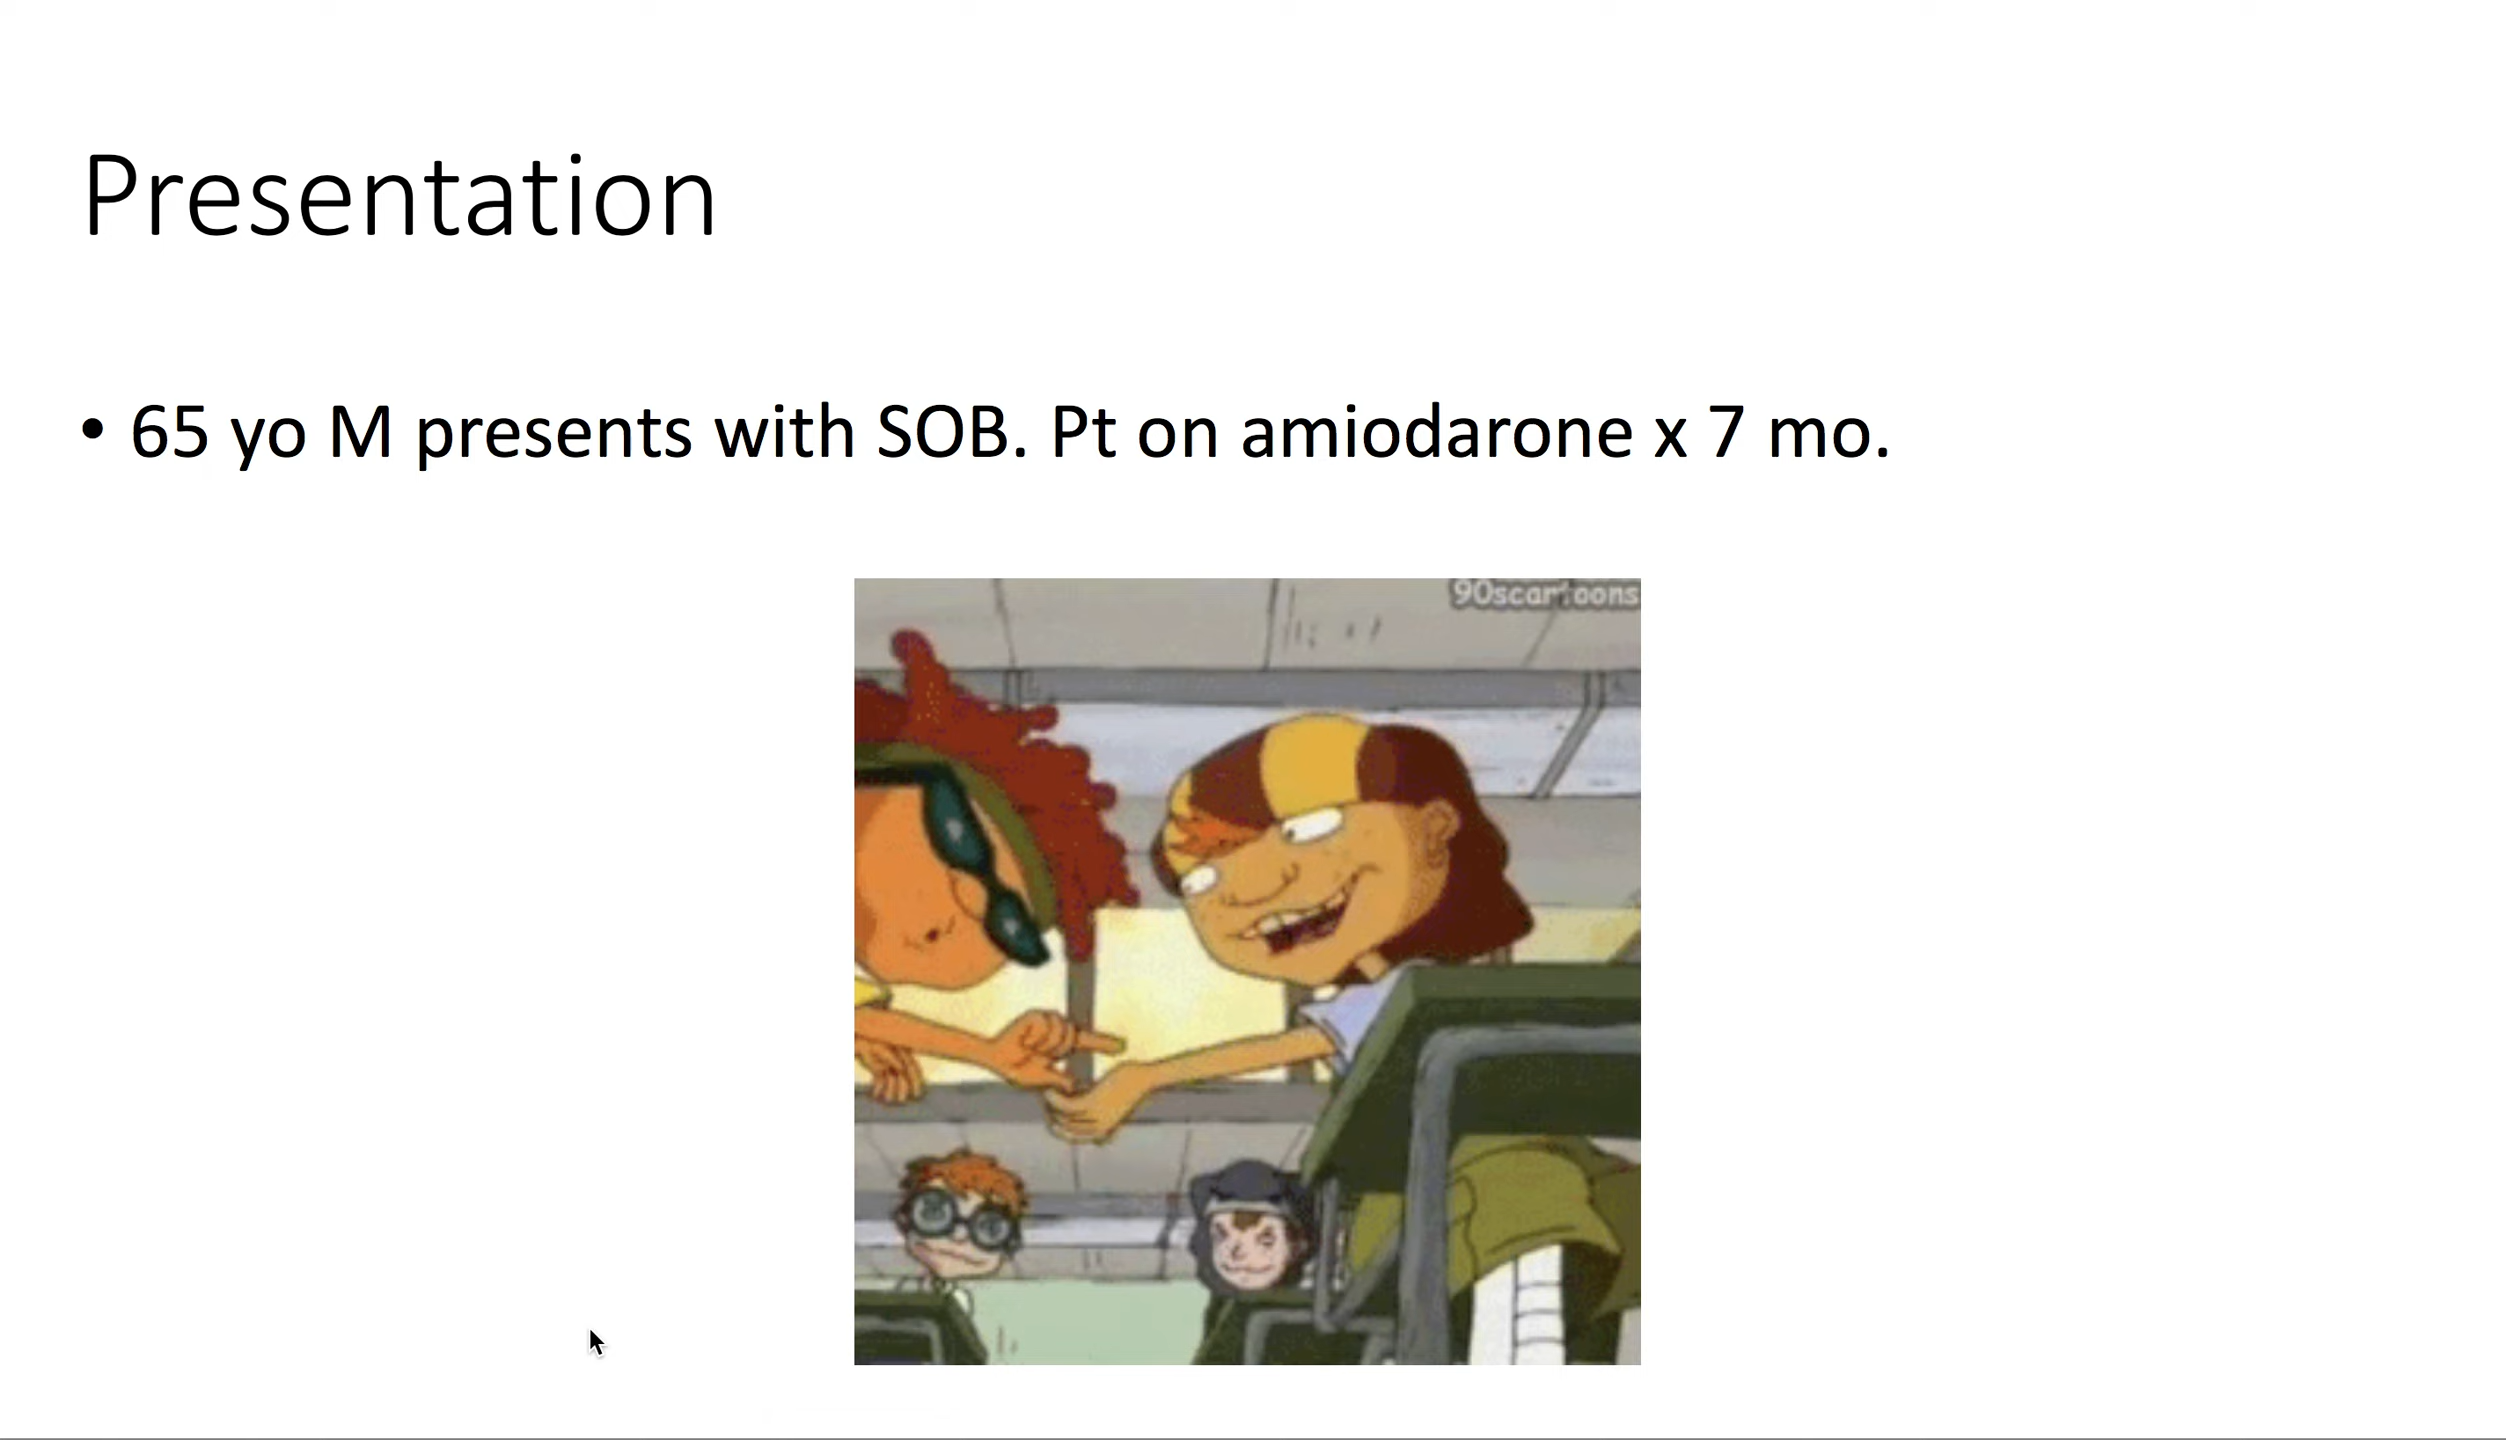 Presentation
• 65 yo M presents with SOB. Pt on amiodarone x 7 mo.
90scartoons